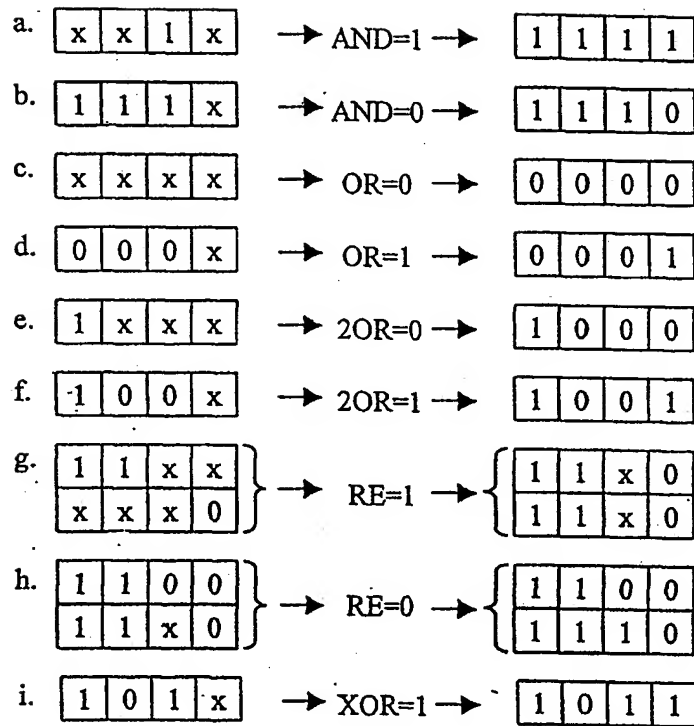 a. x x 1 x → AND=1 → 1 1 1 1
b. 1 1 1 x → AND=0 → 1 1 1 0
c. x x x x → OR=0 → 0 0 0 0
d. 0 0 0 x → OR=1 → 0 0 0 1
e. 1 x x x → 2OR=0 → 1 0 0 0
f. 1 0 0 x → 2OR=1 → 1 0 0 1
g. 1 1 x x → RE=1 → 1 1 x 0
x x x 0 1 1 x 0
h. 1 1 0 0 → RE=0 → 1 1 0 0
1 1 x 0 1 1 1 0
i. 1 0 1 x → XOR=1 → 1 0 1 1